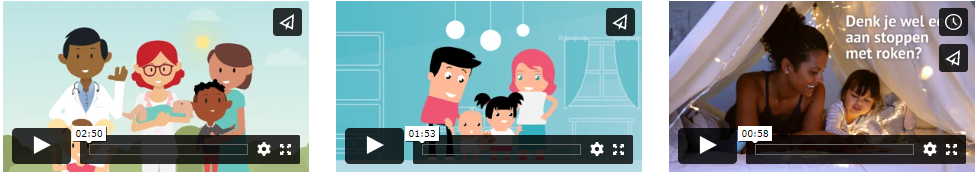 02:50
01:53
Denk je wel e
aan stoppen
met roken?
00:58